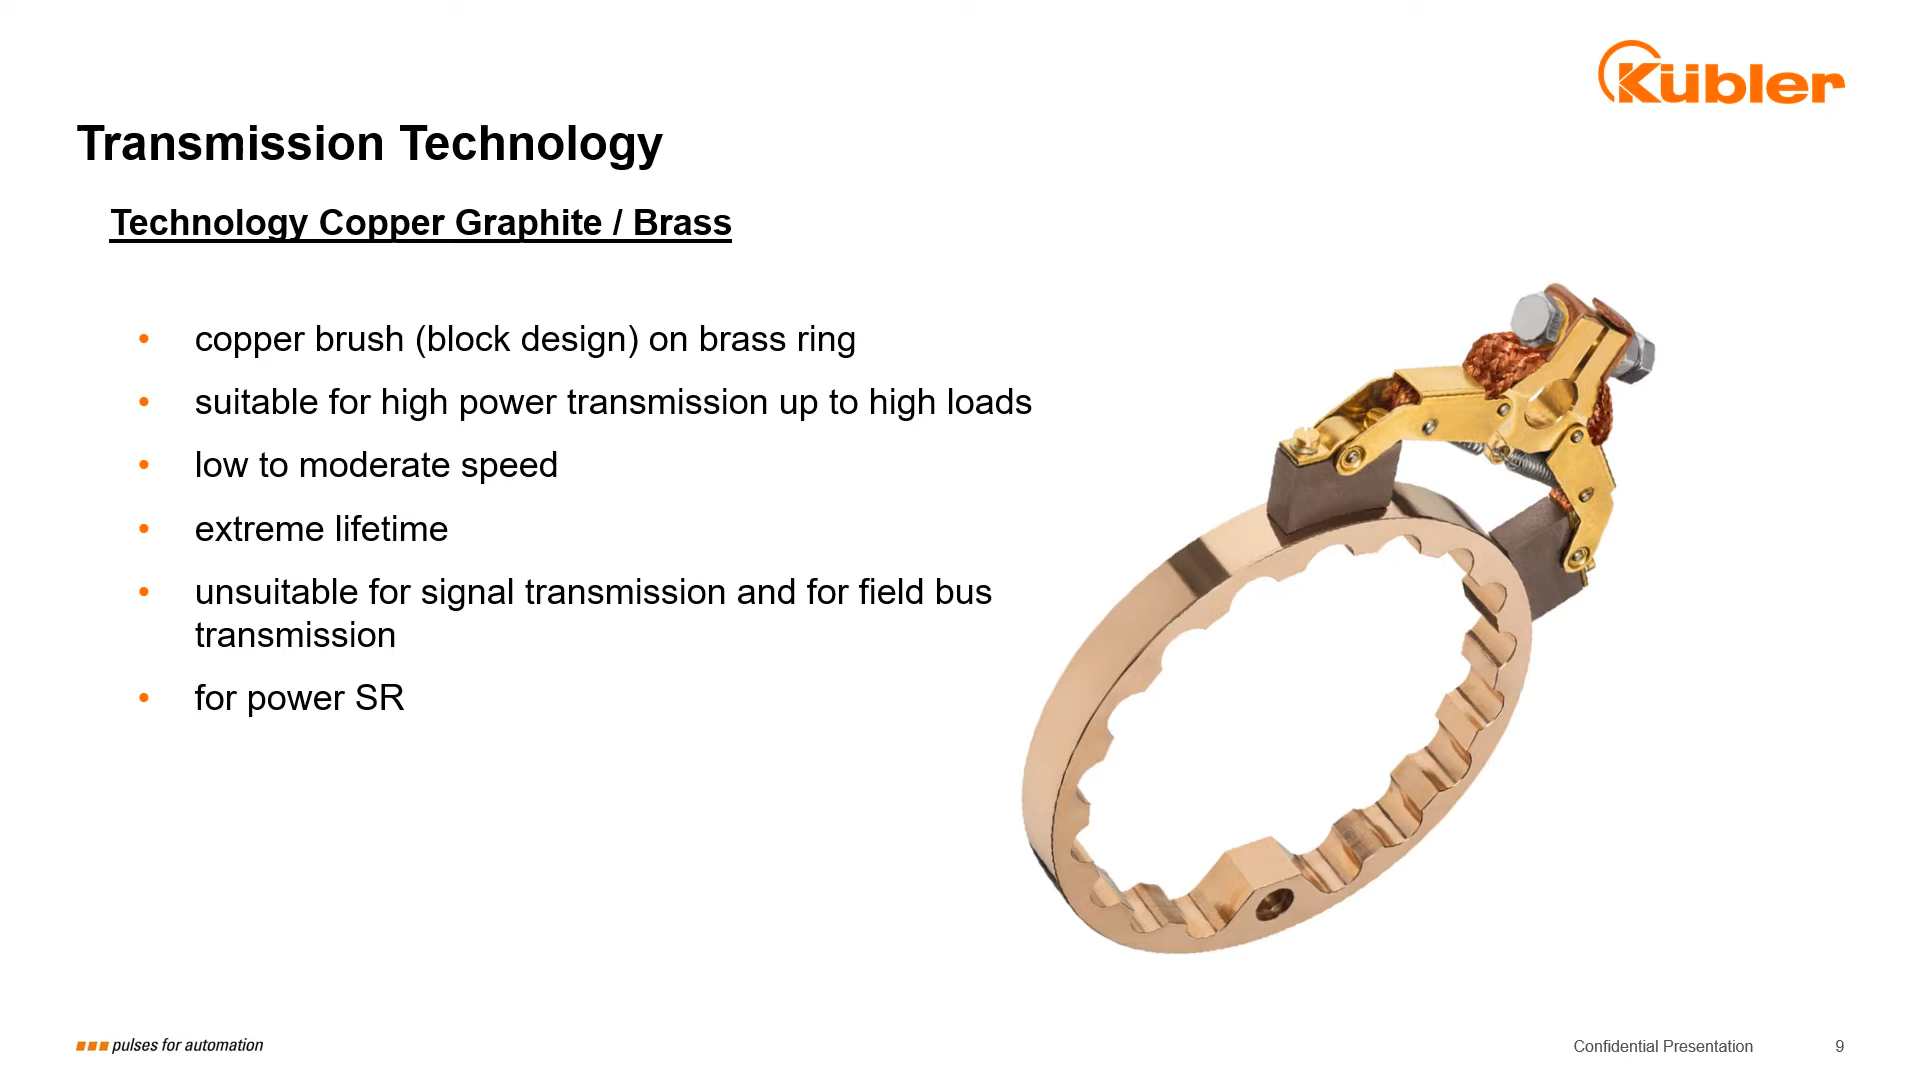 Kübler
Transmission Technology
Technology Copper Graphite / Brass
• copper brush (block design) on brass ring
• suitable for high power transmission up to high loads
• low to moderate speed
• extreme lifetime
• unsuitable for signal transmission and for field bus
transmission
• for power SR
pulses for automation
Confidential Presentation
9